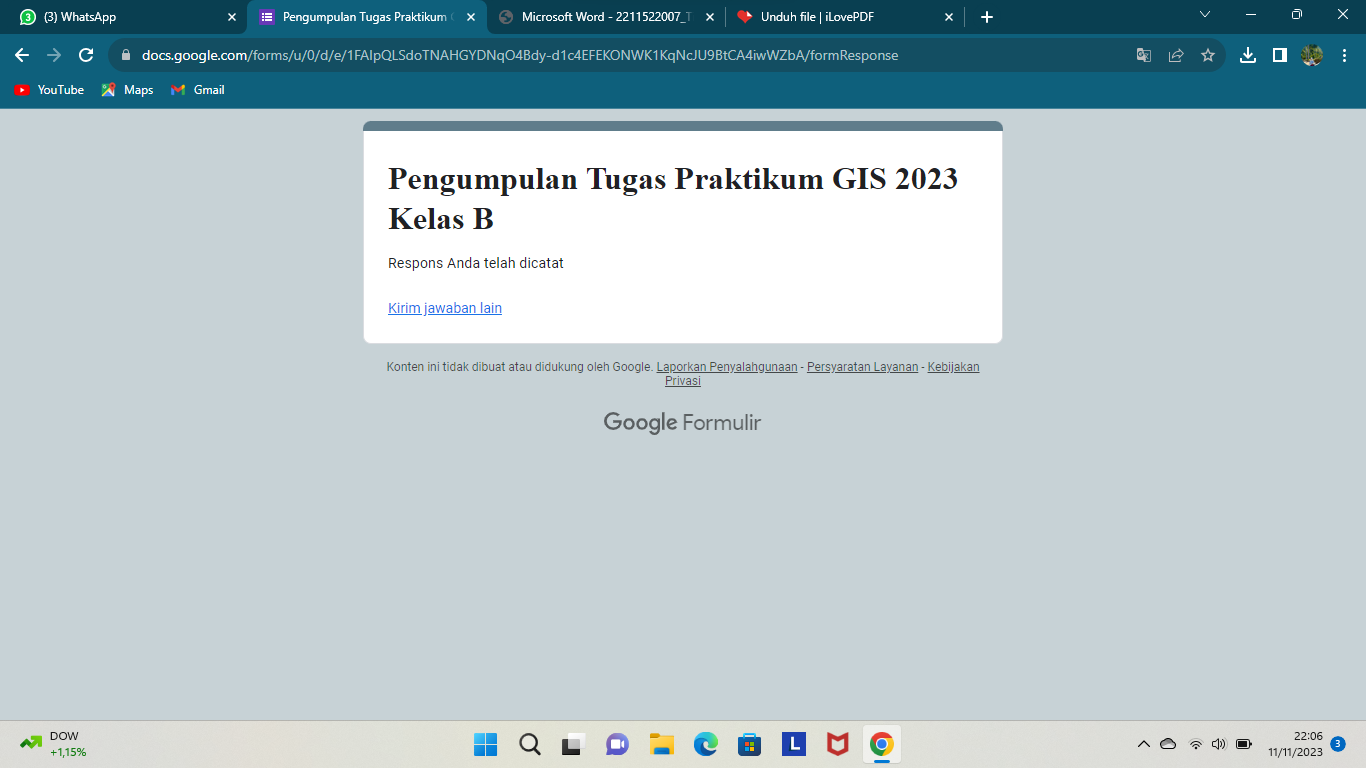 3 (3) WhatsApp
Pengumpulan Tugas Praktikum
Microsoft Word - 2211522007_T
Unduh file | iLovePDF
docs.google.com/forms/u/0/d/e/1FAIpQLSdoTNAHGYDNqO4Bdy-d1c4EFEKONWK1KqNcJU9BtCA4iwWZbA/formResponse
YouTube
Maps
Gmail
Pengumpulan Tugas Praktikum GIS 2023
Kelas B
Respons Anda telah dicatat
Kirim jawaban lain
Konten ini tidak dibuat atau didukung oleh Google. Laporkan Penyalahgunaan - Persyaratan Layanan - Kebijakan
Privasi
Google Formulir
DOW
+1,15%
L
22:06
11/11/2023
3